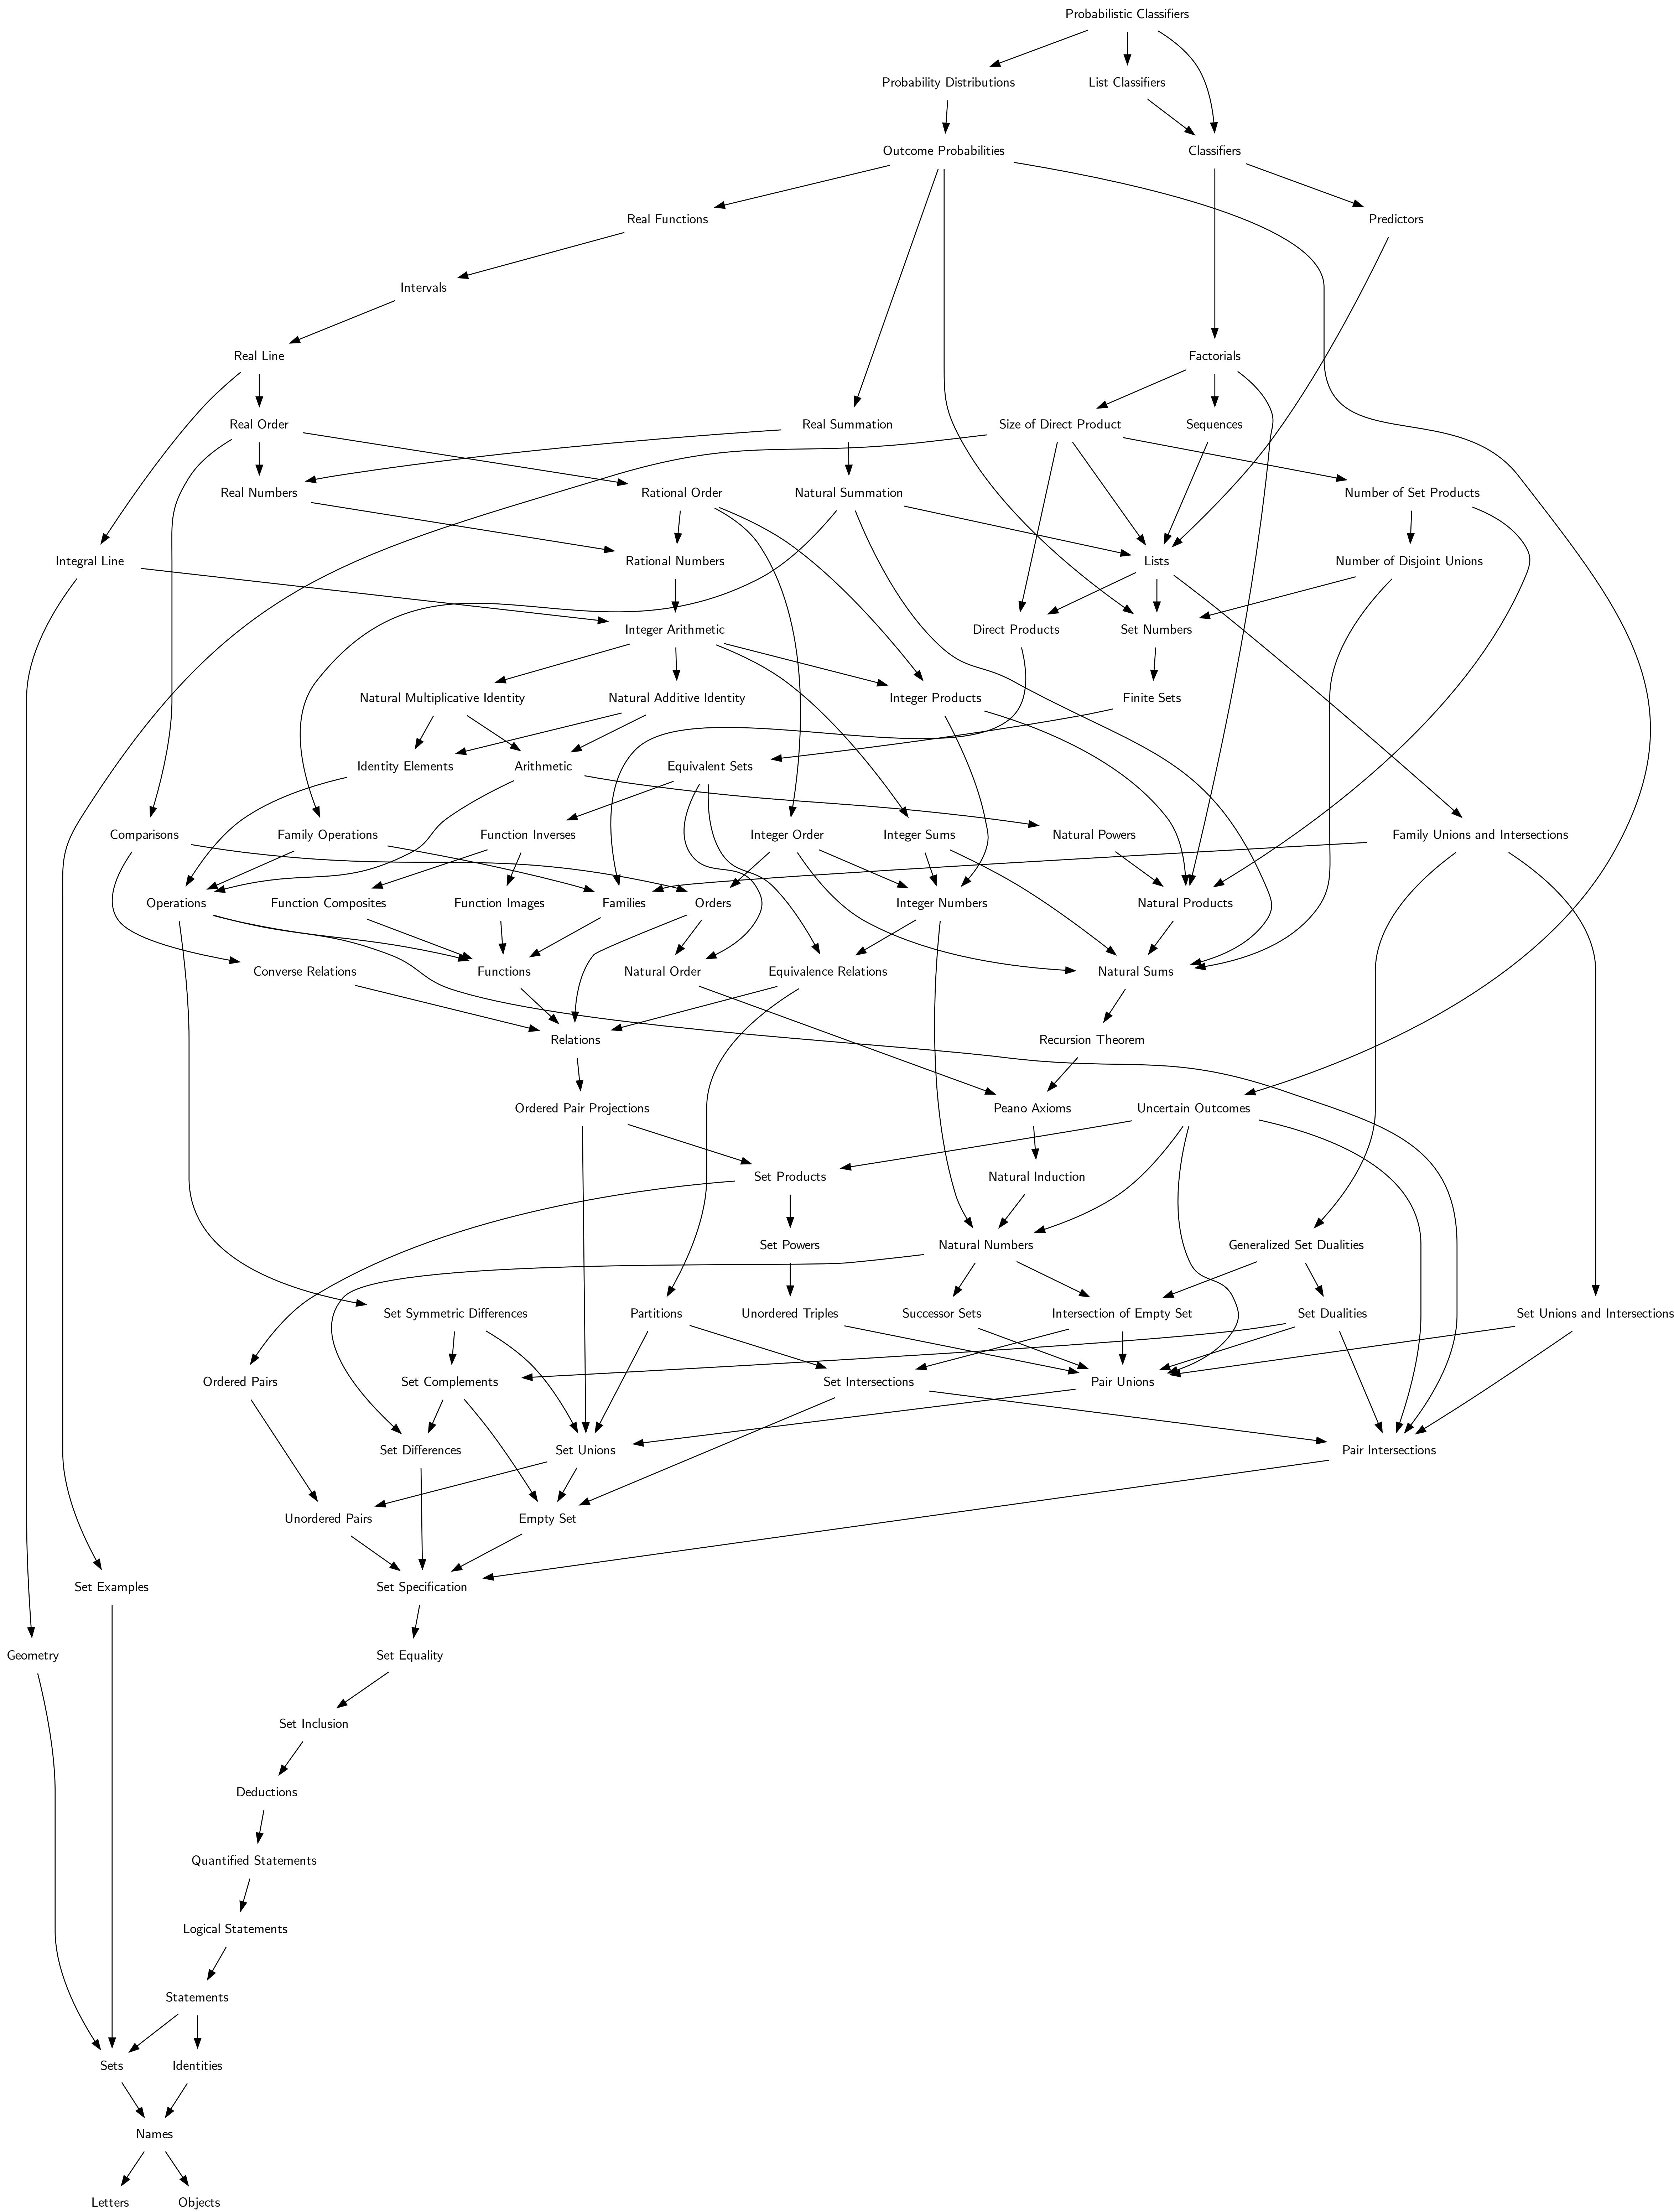 Probabilistic Classifiers
Probability Distributions
List Classifiers
Outcome Probabilities
Classifiers
Real Functions
Predictors
Intervals
Real Line
Factorials
Real Order
Real Summation
Size of Direct Product
Sequences
Real Numbers
Rational Order
Natural Summation
Number of Set Products
Integral Line
Rational Numbers
Lists
Number of Disjoint Unions
Integer Arithmetic
Direct Products
Set Numbers
Natural Multiplicative Identity
Natural Additive Identity
Integer Products
Finite Sets
Identity Elements
Arithmetic
Equivalent Sets
Comparisons
Family Operations
Function Inverses
Integer Order
Integer Sums
Natural Powers
Family Unions and Intersections
Operations
Function Composites
Function Images
Families
Orders
Integer Numbers
Natural Products
Converse Relations
Functions
Natural Order
Equivalence Relations
Natural Sums
Relations
Recursion Theorem
Ordered Pair Projections
Peano Axioms
Uncertain Outcomes
Set Products
Natural Induction
Set Powers
Natural Numbers
Generalized Set Dualities
Set Symmetric Differences
Partitions
Unordered Triples
Successor Sets
Intersection of Empty Set
Set Dualities
Set Unions and Intersections
Ordered Pairs
Set Complements
Set Intersections
Pair Unions
Set Differences
Set Unions
Pair Intersections
Unordered Pairs
Empty Set
Set Examples
Set Specification
Geometry
Set Equality
Set Inclusion
Deductions
Quantified Statements
Logical Statements
Statements
Sets
Identities
Names
Letters
Objects